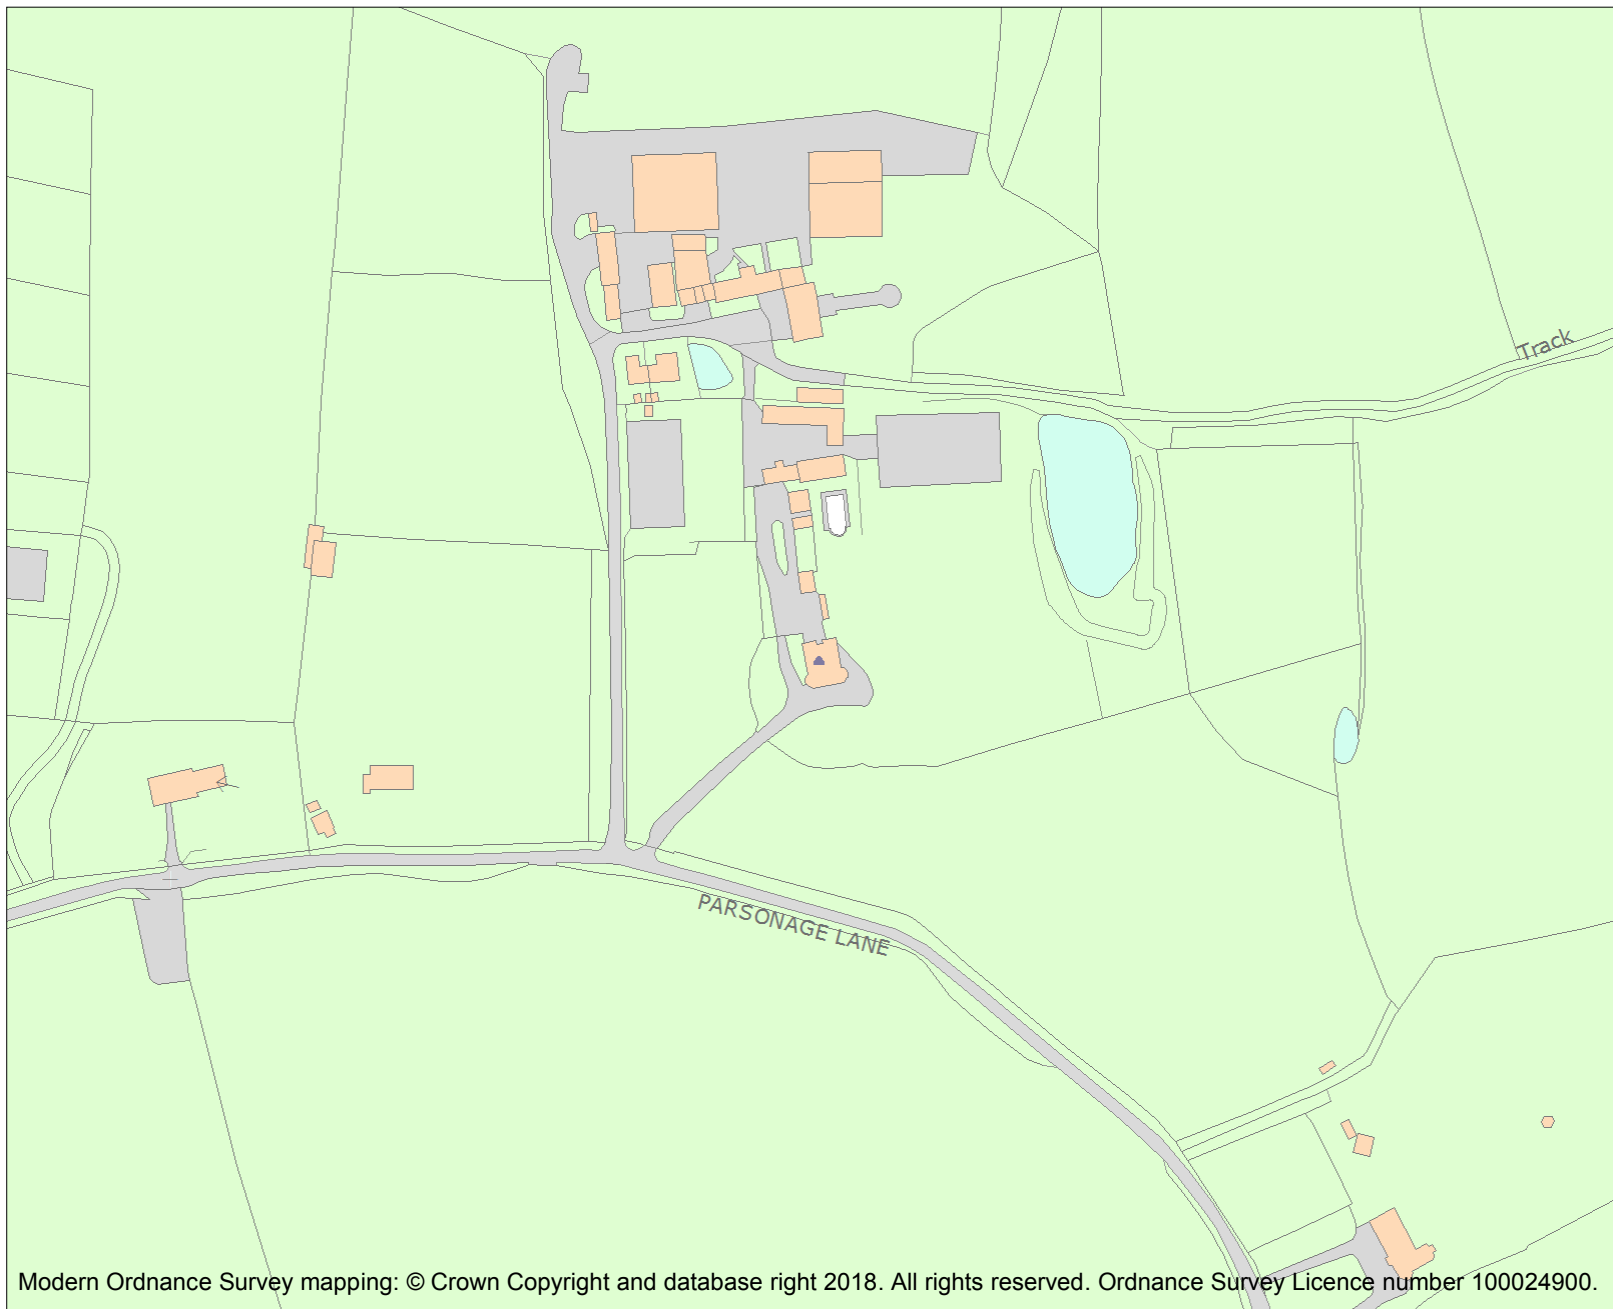 Track
PARSONAGE LANE
Modern Ordnance Survey mapping: © Crown Copyright and database right 2018. All rights reserved. Ordnance Survey Licence number 100024900.